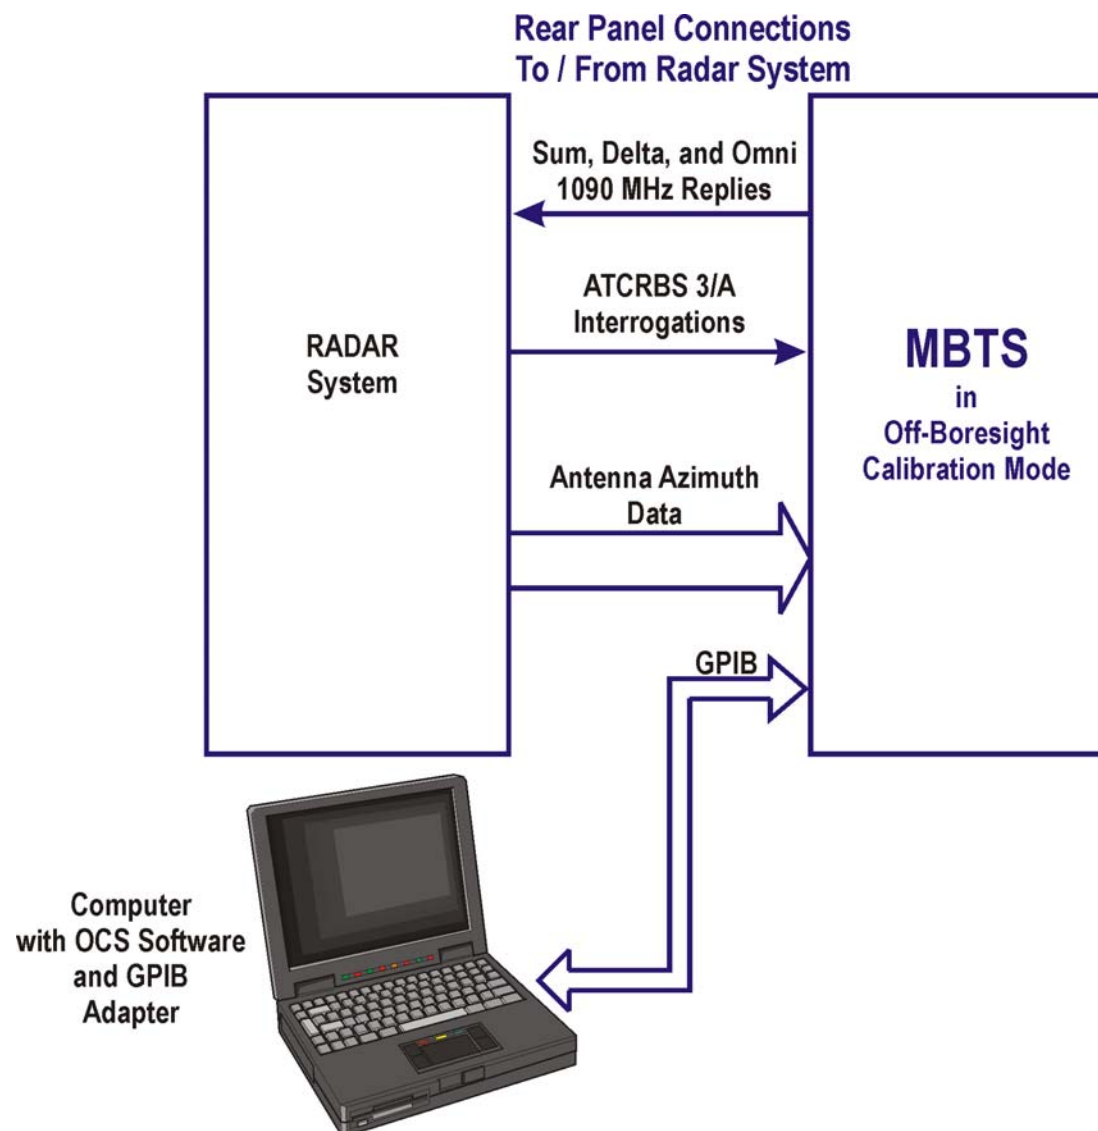 Rear Panel Connections
To / From Radar System
Sum, Delta, and Omni
1090 MHz Replies
ATCRBS 3/A
Interrogations
RADAR
System
MBTS
in
Off-Boresight
Calibration Mode
Antenna Azimuth
Data
GPIB
Computer
with OCS Software
and GPIB
Adapter